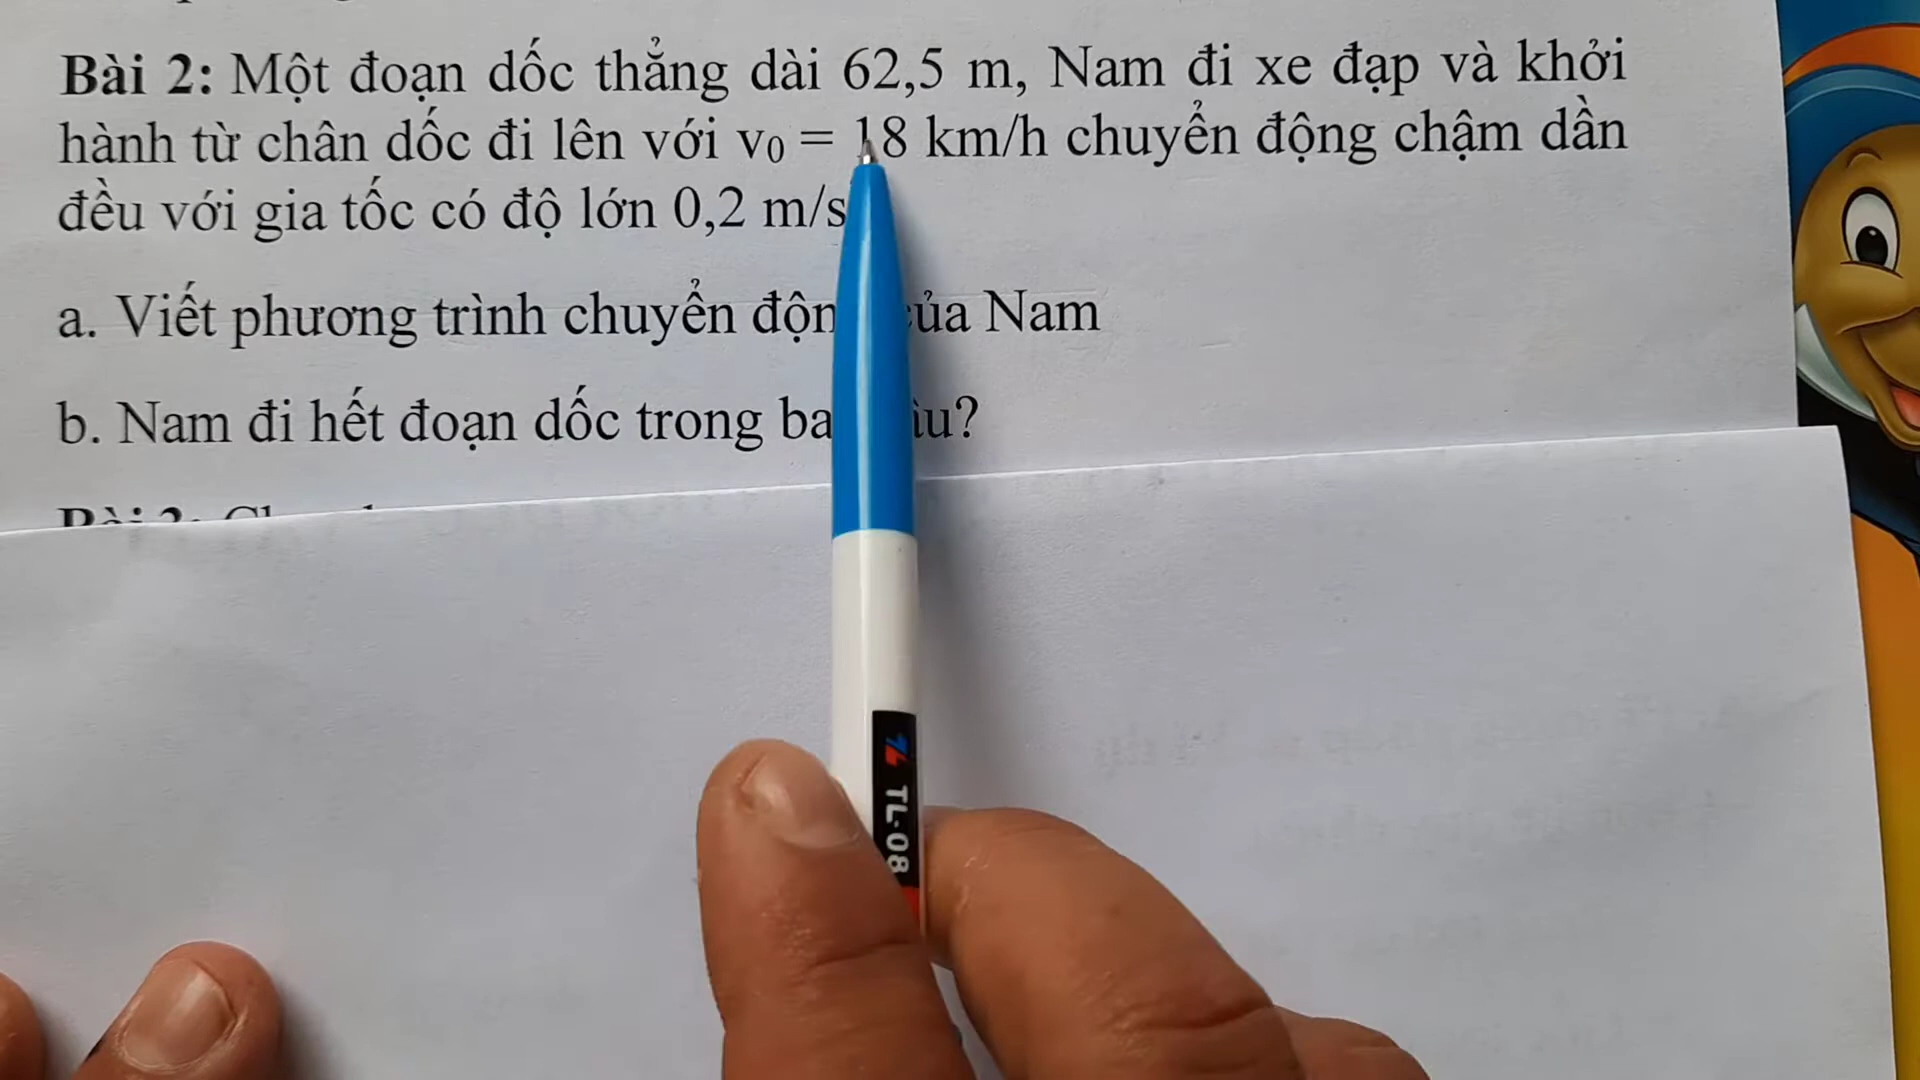 Bài 2: Một đoạn dốc thẳng dài 62,5 m, Nam đi xe đạp và khởi
hành từ chân dốc đi lên với v₀ = 18 km/h chuyển động chậm dần
đều với gia tốc có độ lớn 0,2 m/s
a. Viết phương trình chuyển độn của Nam
b. Nam đi hết đoạn dốc trong
TL-08